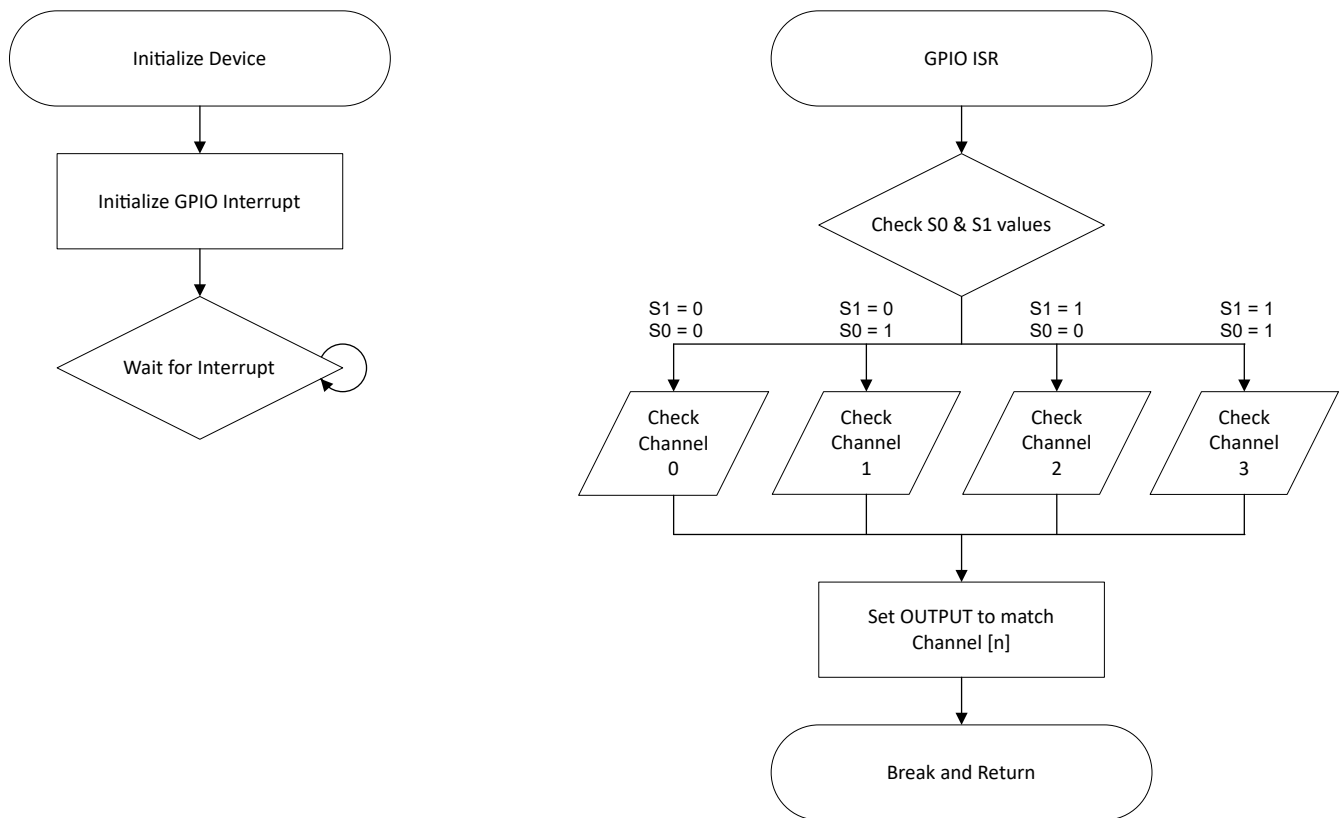 Initialize Device
Initialize GPIO Interrupt
Wait for Interrupt
GPIO ISR
Check S0 & S1 values
S1 = 0
S0 = 0
S1 = 0
S0 = 1
S1 = 1
S0 = 0
S1 = 1
S0 = 1
Check
Channel
0
Check
Channel
1
Check
Channel
2
Check
Channel
3
Set OUTPUT to match
Channel [n]
Break and Return